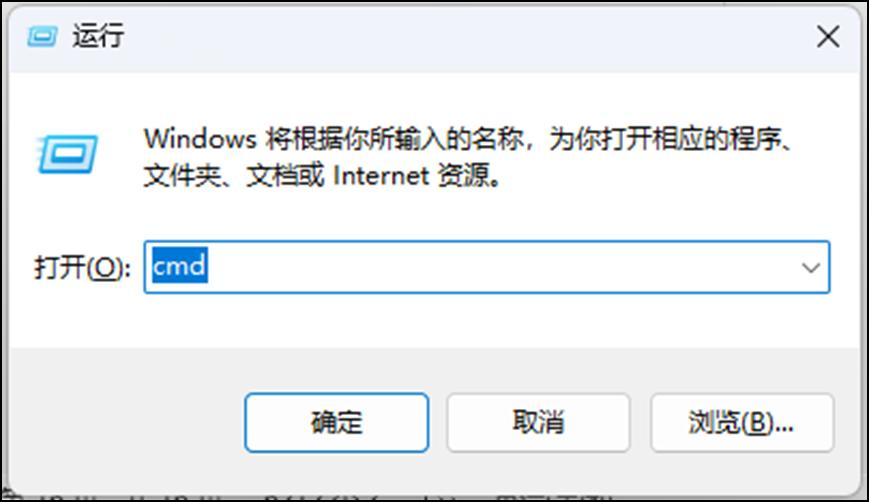 运行
Windows 将根据你所输入的名称，为你打开相应的程序、
文件夹、文档或 Internet 资源。
打开(O): cmd
确定 取消 浏览(B)...